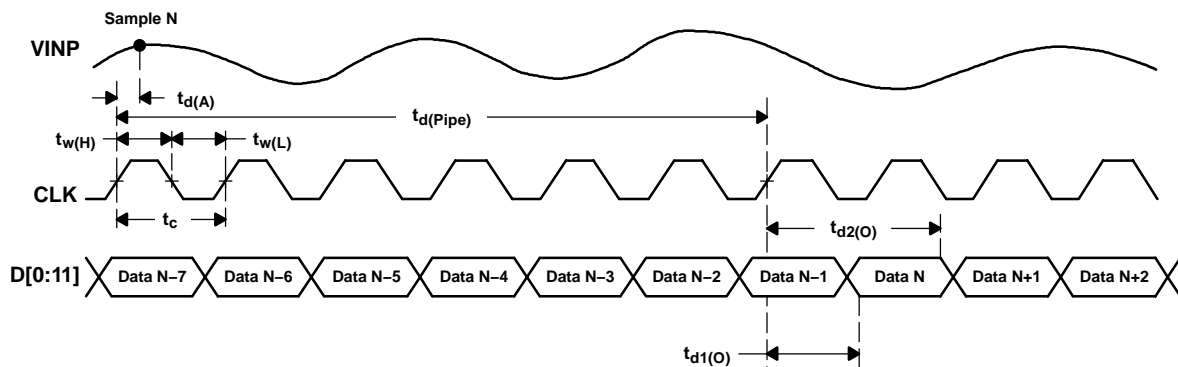 Sample N
VINP
td(A)
td(Pipe)
tw(H)
tw(L)
CLK
tc
td2(O)
D[0:11]
Data N–7
Data N–6
Data N–5
Data N–4
Data N–3
Data N–2
Data N–1
Data N
Data N+1
Data N+2
td1(O)